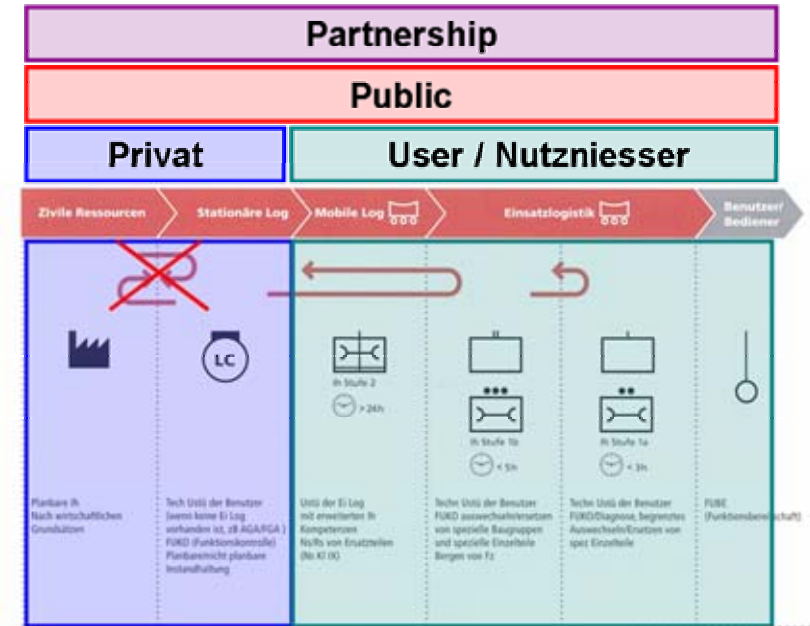 Partnership
Public
Privat
User / Nutzniesser
Zivile Ressourcen
Stationäre Log
Mobile Log
Einsatzlogistik
Benutzer/
Bediener
LC
Ih Stufe 2
> 24h
Ih Stufe 1b
< 5h
Ih Stufe 1a
< 3h
Planbare Ih
Nach wirtschaftlichen
Grundsätzen
Tech Ustü der Benutzer
(wenn keine Ei Log
vorhanden ist, zB AGA/FGA )
FUKO (Funktionskontrolle)
Planbare/nicht planbare
Instandhaltung
Ustü der Ei Log
mit erweiterten Ih
Kompetenzen
Ns/Rs von Ersatzteilen
(Ns Kl IX)
Techn Ustü der Benutzer
FUKO auswechseln/ersetzen
von spezielle Baugruppen
und spezielle Einzelteile
Bergen von Fz
Techn Ustü der Benutzer
FUKO/Diagnose, begrenztes
Auswechseln/Ersetzen von
spez Einzelteile
FUBE
(Funktionsbereitschaft)